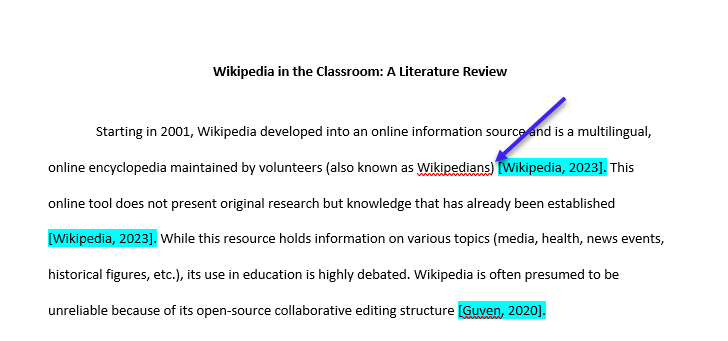 Wikipedia in the Classroom: A Literature Review
Starting in 2001, Wikipedia developed into an online information source and is a multilingual,
online encyclopedia maintained by volunteers (also known as Wikipedians) [Wikipedia, 2023]. This
online tool does not present original research but knowledge that has already been established
[Wikipedia, 2023]. While this resource holds information on various topics (media, health, news events,
historical figures, etc.), its use in education is highly debated. Wikipedia is often presumed to be
unreliable because of its open-source collaborative editing structure [Guven, 2020].